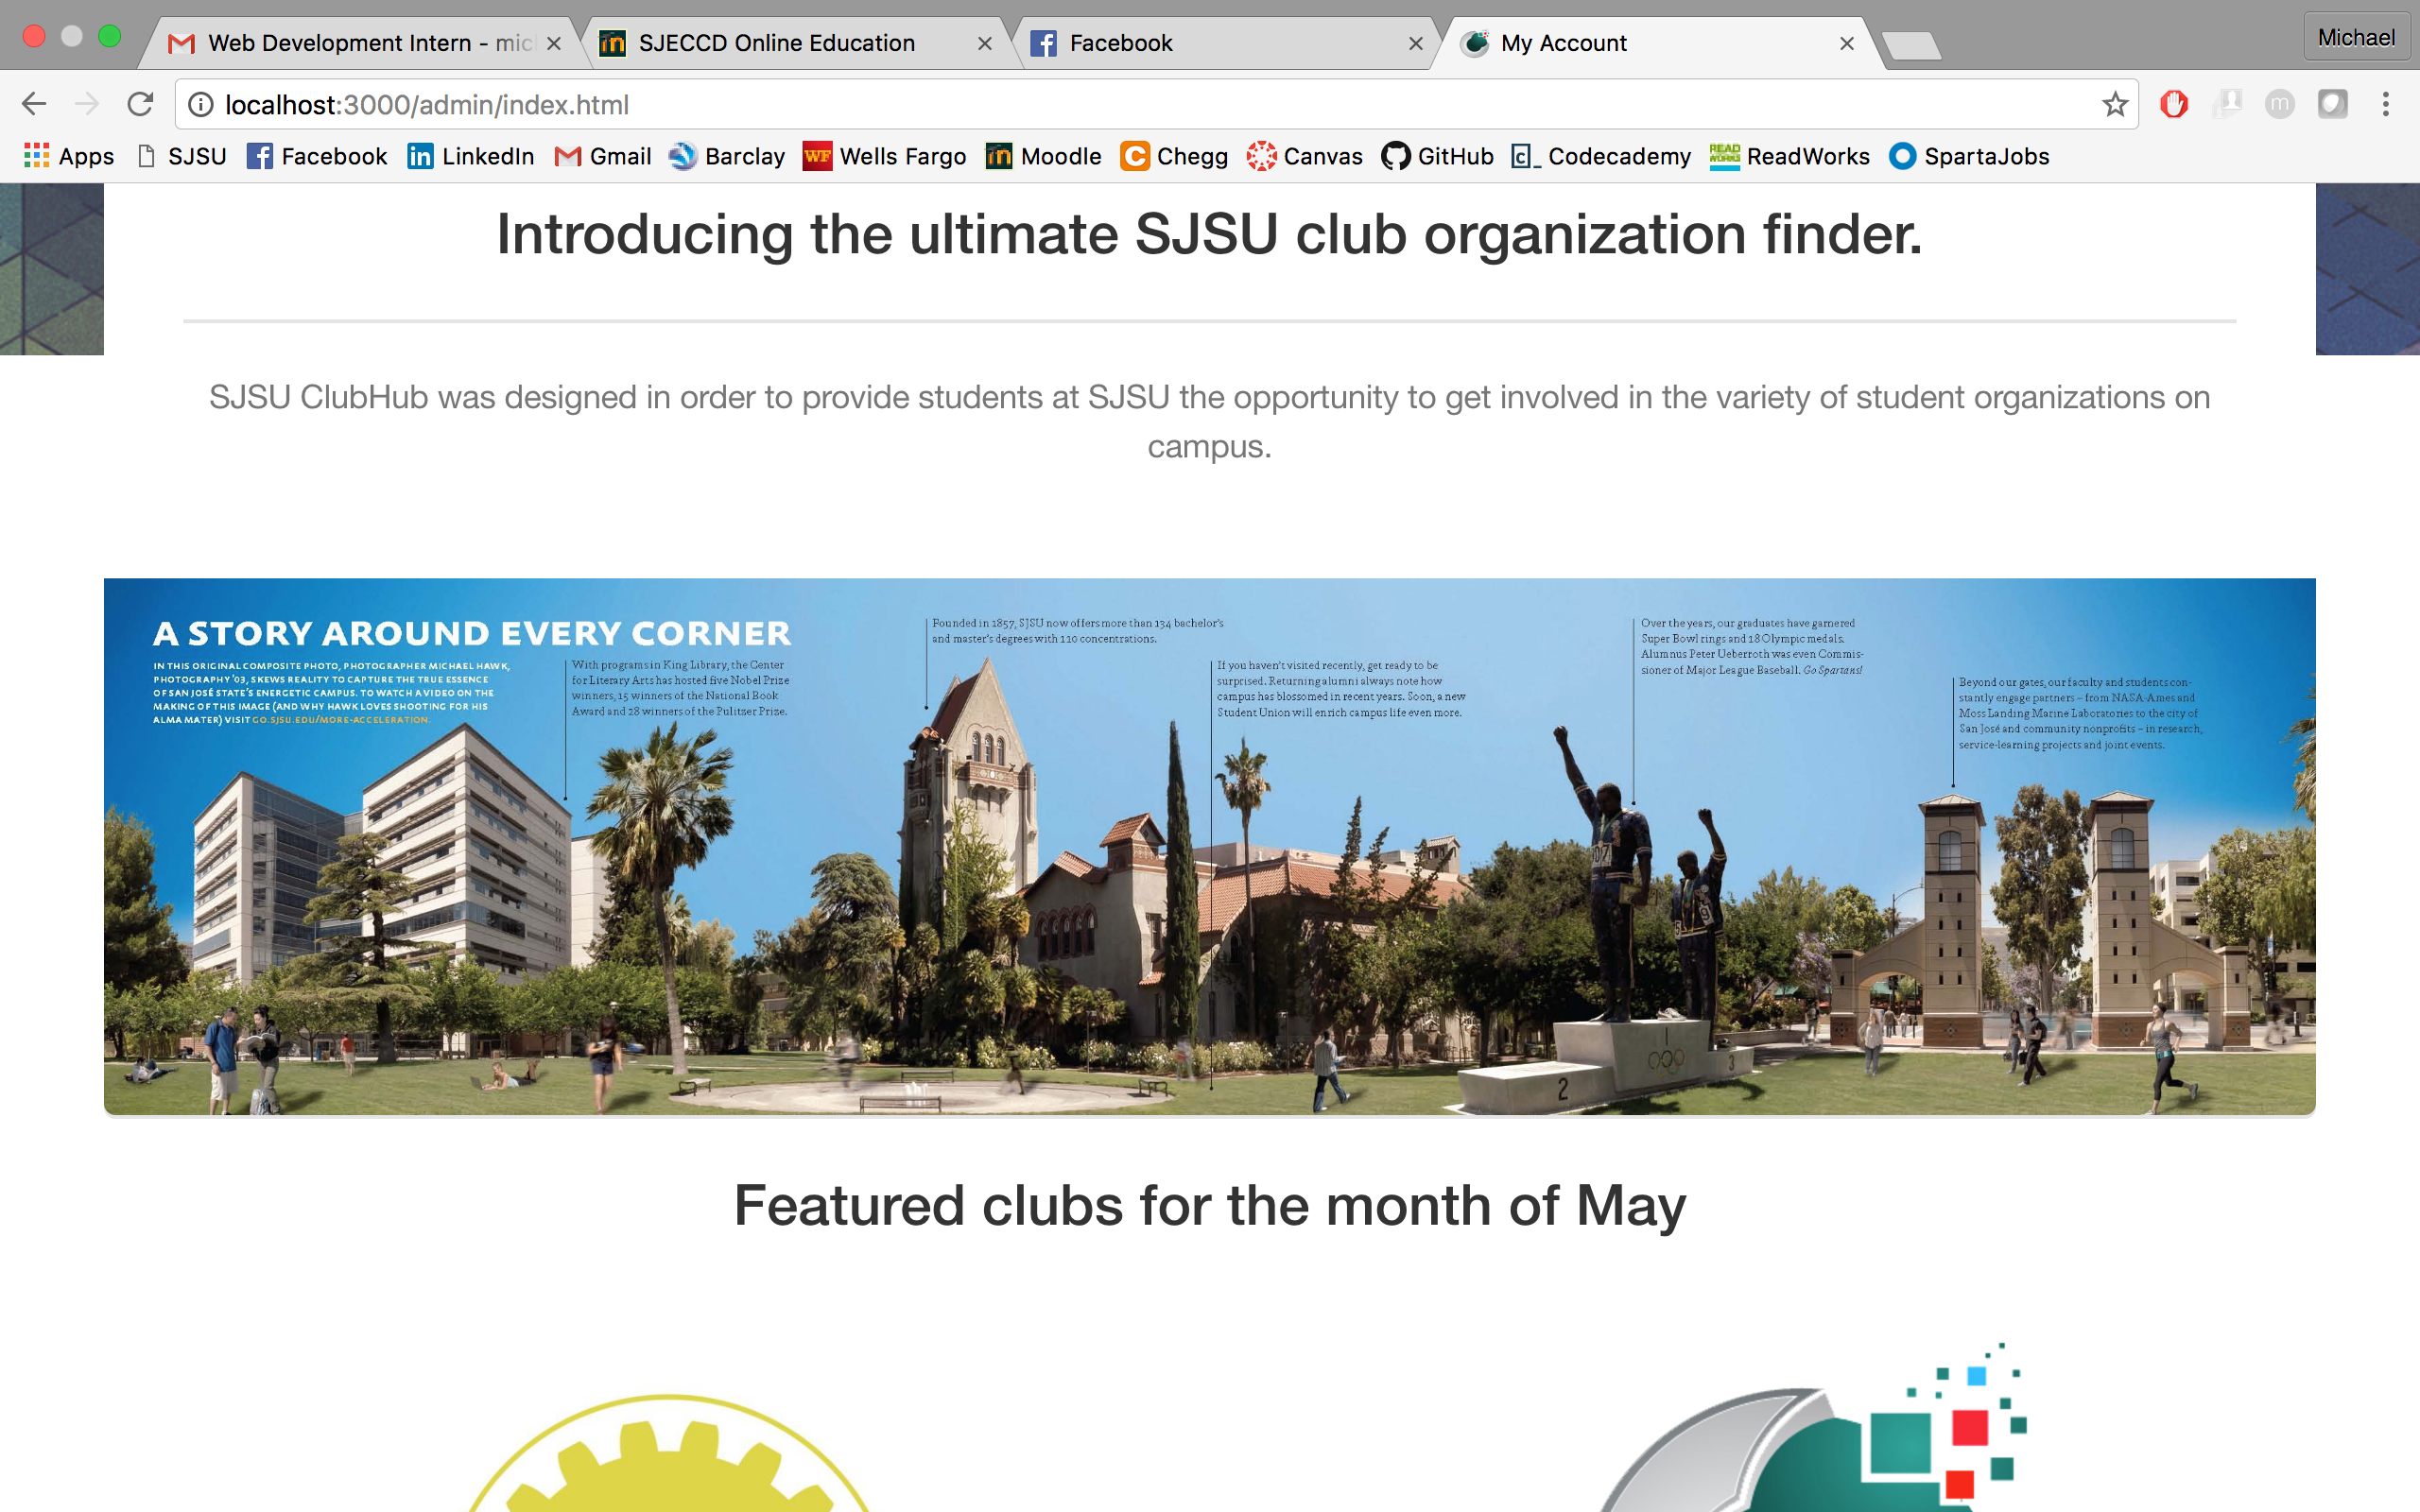 Web Development Intern - mic
SJECCD Online Education
Facebook
My Account
Michael
localhost:3000/admin/index.html
Apps
SJSU
Facebook
LinkedIn
Gmail
Barclay
WF
Wells Fargo
Moodle
Chegg
Canvas
GitHub
Codecademy
READ WORKS
ReadWorks
SpartaJobs
Introducing the ultimate SJSU club organization finder.
SJSU ClubHub was designed in order to provide students at SJSU the opportunity to get involved in the variety of student organizations on
campus.
A STORY AROUND EVERY CORNER
IN THIS ORIGINAL COMPOSITE PHOTO, PHOTOGRAPHER MICHAEL HAWK,
PHOTOGRAPHY '03, SKEWS REALITY TO CAPTURE THE TRUE ESSENCE
OF SAN JOSÉ STATE'S ENERGETIC CAMPUS. TO WATCH A VIDEO ON THE
MAKING OF THIS IMAGE (AND WHY HAWK LOVES SHOOTING FOR HIS
ALMA MATER) VISIT GO.SJSU.EDU/MORE-ACCELERATION.
With programs in King Library, the Center
for Literary Arts has hosted five Nobel Prize
winners, 15 winners of the National Book
Award and 28 winners of the Pulitzer Prize.
Founded in 1857, SJSU now offers more than 134 bachelor's
and master's degrees with 110 concentrations.
If you haven't visited recently, get ready to be
surprised. Returning alumni always note how
campus has blossomed in recent years. Soon, a new
Student Union will enrich campus life even more.
Over the years, our graduates have garnered
Super Bowl rings and 18 Olympic medals.
Alumnus Peter Ueberroth was even Commis-
sioner of Major League Baseball. Go Spartans!
Beyond our gates, our faculty and students con-
stantly engage partners – from NASA-Ames and
Moss Landing Marine Laboratories to the city of
San José and community nonprofits – in research,
service-learning projects and joint events.
1
2
3
Featured clubs for the month of May